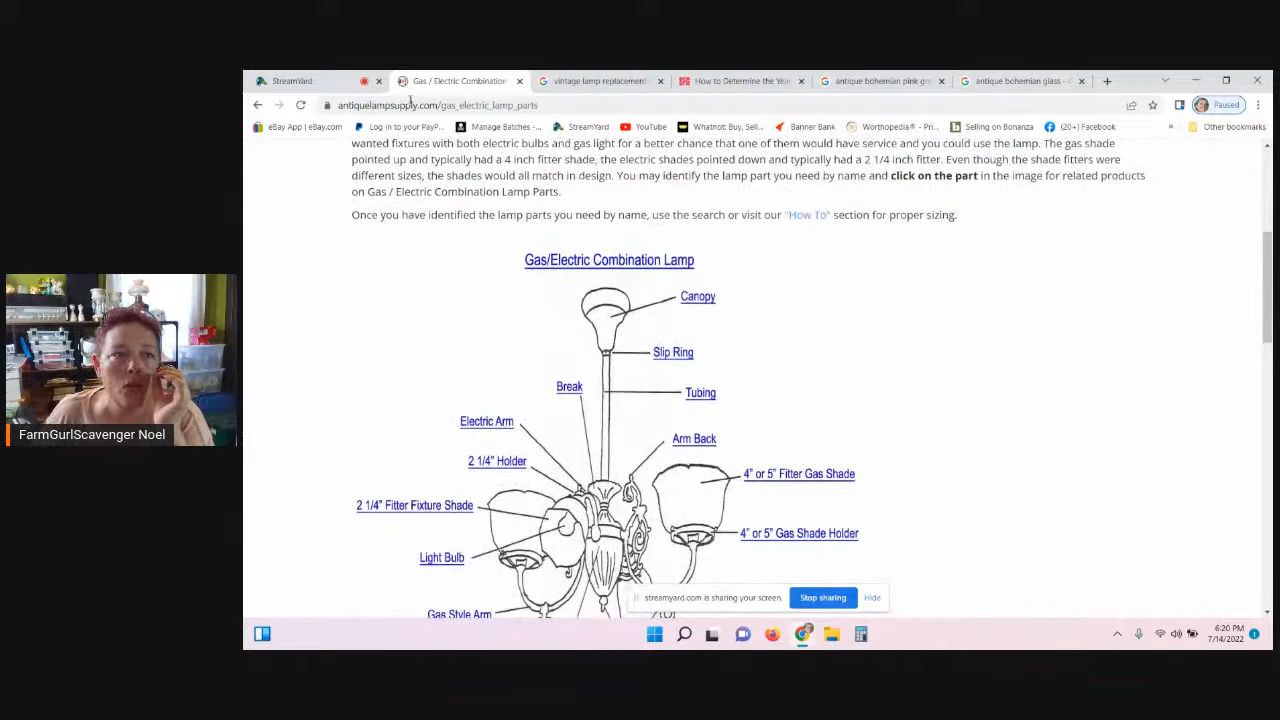 StreamYard
Gas / Electric Combination
vintage lamp replacement
How to Determine the Yea
antique bohemian pink gr
antique bohemian glass -
antiquelampsupply.com/gas_electric_lamp_parts
Paused
eBay App | eBay.com
Log in to your PayP...
Manage Batches -...
StreamYard
YouTube
Whatnot: Buy, Sell...
Banner Bank
Worthopedia® - Pri...
Selling on Bonanza
(20+) Facebook
»
Other bookmarks
wanted fixtures with both electric bulbs and gas light for a better chance that one of them would have service and you could use the lamp. The gas shade
pointed up and typically had a 4 inch fitter shade, the electric shades pointed down and typically had a 2 1/4 inch fitter. Even though the shade fitters were
different sizes, the shades would all match in design. You may identify the lamp part you need by name and click on the part in the image for related products
on Gas / Electric Combination Lamp Parts.
Once you have identified the lamp parts you need by name, use the search or visit our "How To" section for proper sizing.
Gas/Electric Combination Lamp
Canopy
Slip Ring
Break
Tubing
Electric Arm
Arm Back
2 1/4" Holder
4" or 5" Fitter Gas Shade
2 1/4" Fitter Fixture Shade
4" or 5" Gas Shade Holder
Light Bulb
Gas Style Arm
streamyard.com is sharing your screen.
Stop sharing
Hide
FarmGurlScavenger Noel
6:20 PM
7/14/2022
1